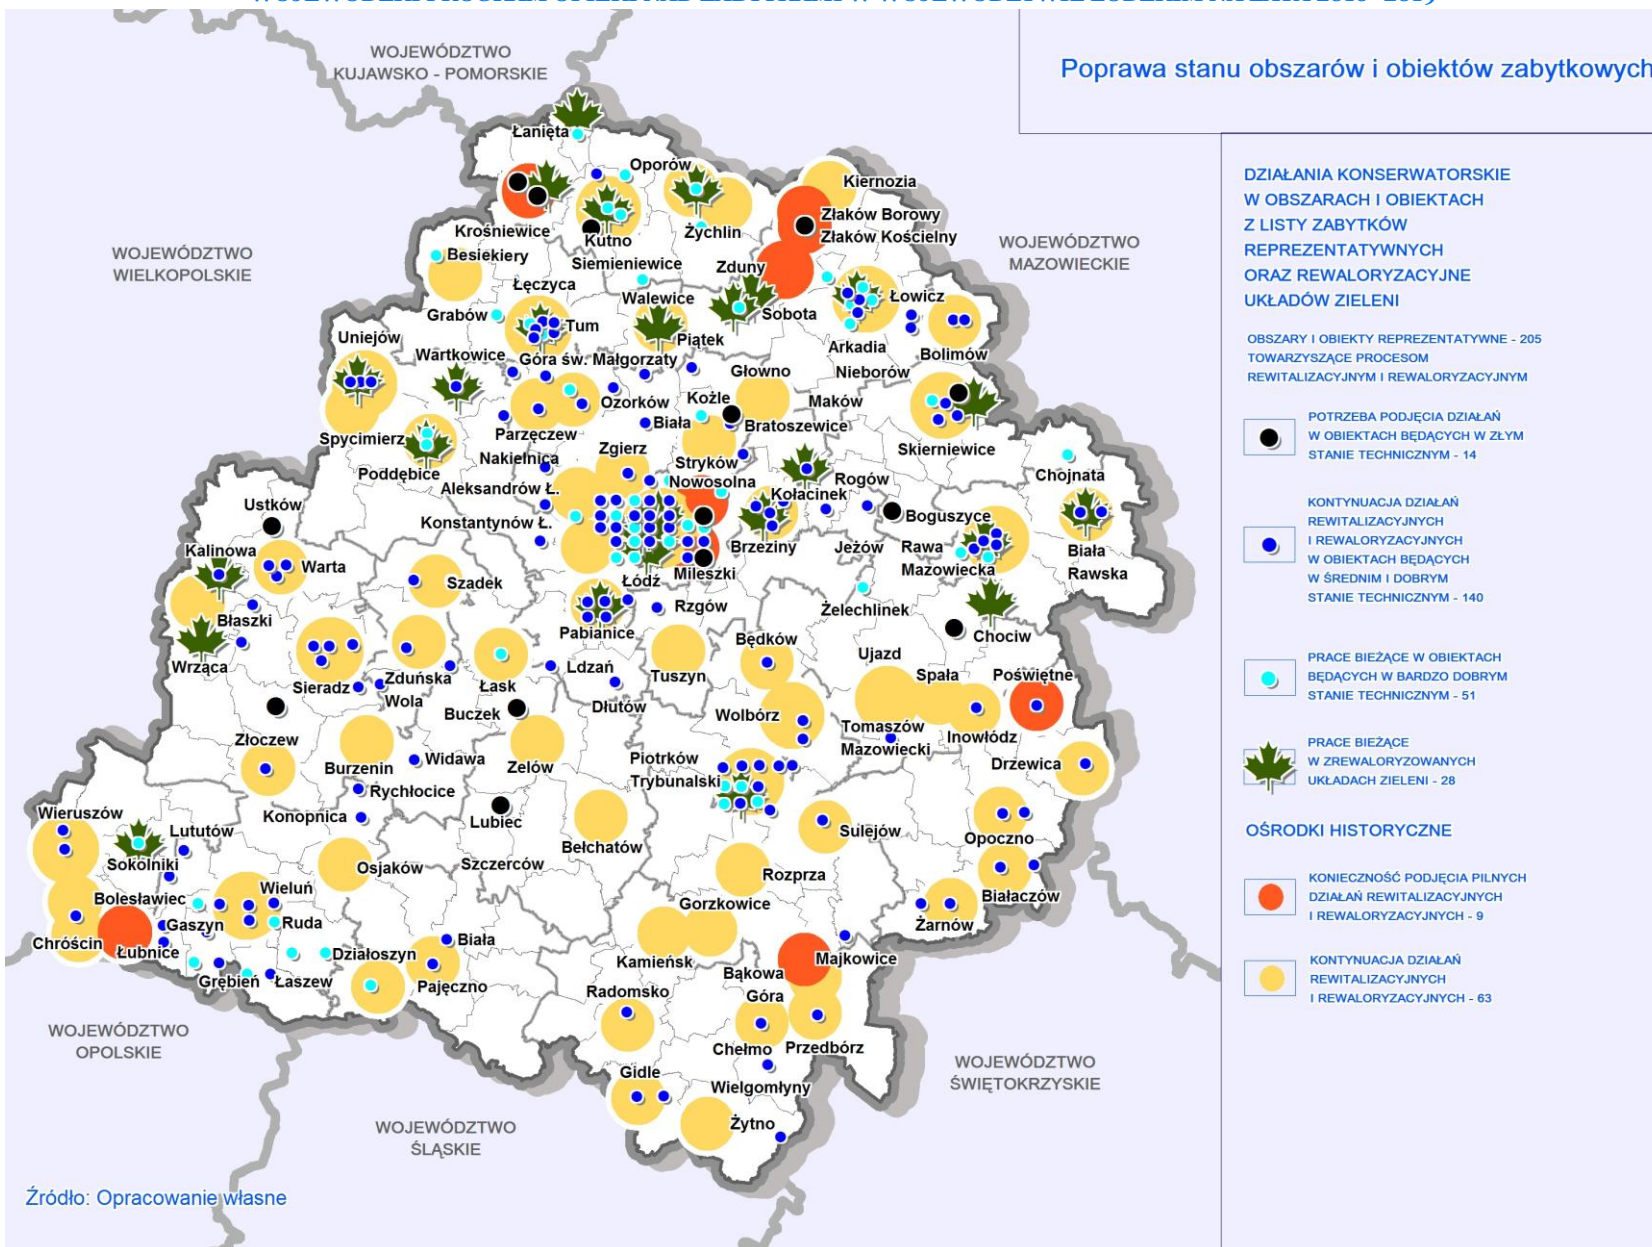 WOJEWÓDZTWO
KUJAWSKO - POMORSKIE
Poprawa stanu obszarów i obiektów zabytkowych
Łanięta
Oporów
Kiernozia
Krośniewice
Kutno
Żychlin
Złaków Borowy
Złaków Kościelny
WOJEWÓDZTWO
WIELKOPOLSKIE
WOJEWÓDZTWO
MAZOWIECKIE
Besiekiery
Siemieniewice
Zduny
Łęczyca
Walewice
Łowicz
Grabów
Tum
Sobota
Uniejów
Piątek
Wartkowice
Góra św. Małgorzaty
Arkadia
Bolimów
Głowno
Nieborów
Ozorków
Koźle
Maków
Spycimierz
Parzęczew
Biała
Bratoszewice
Zgierz
Skierniewice
Poddębice
Nakielnica
Stryków
Chojnata
Aleksandrów Ł.
Nowosolna
Kołacinek
Rogów
Ustków
Konstantynów Ł.
Boguszyce
Kalinowa
Brzeziny
Jeżów
Rawa
Mazowiecka
Biała
Rawska
Warta
Szadek
Łódź
Mileszki
Błaszki
Rzgów
Żelechlinek
Pabianice
Chociw
Wrząca
Będków
Ujazd
Ldzań
Tuszyn
Spała
Poświętne
Sieradz
Zduńska
Wola
Łask
Buczek
Dłutów
Wolbórz
Tomaszów
Mazowiecki
Inowłódz
Złoczew
Burzenin
Widawa
Zelów
Piotrków
Trybunalski
Drzewica
Rychłocice
Wieruszów
Konopnica
Lubiec
Lututów
Bełchatów
Sulejów
Opoczno
Sokolniki
Szczerców
Osjaków
Rozprza
Wieluń
Bolesławiec
Białaczów
Gaszyn
Ruda
Gorzkowice
Żarnów
Chróścin
Łubnice
Działoszyn
Biała
Kamieńsk
Bąkowa
Majkowice
Grębień
Łaszew
Pajęczno
Radomsko
Góra
WOJEWÓDZTWO
OPOLSKIE
Chełmo
Przedbórz
WOJEWÓDZTWO
ŚWIĘTOKRZYSKIE
Gidle
Wielgomłyny
WOJEWÓDZTWO
ŚLĄSKIE
Żytno
Źródło: Opracowanie własne
DZIAŁANIA KONSERWATORSKIE
W OBSZARACH I OBIEKTACH
Z LISTY ZABYTKÓW
REPREZENTATYWNYCH
ORAZ REWALORYZACYJNE
UKŁADÓW ZIELENI
OBSZARY I OBIEKTY REPREZENTATYWNE - 205
TOWARZYSZĄCE PROCESOM
REWITALIZACYJNYM I REWALORYZACYJNYM
POTRZEBA PODJĘCIA DZIAŁAŃ
W OBIEKTACH BĘDĄCYCH W ZŁYM
STANIE TECHNICZNYM - 14
KONTYNUACJA DZIAŁAŃ
REWITALIZACYJNYCH
I REWALORYZACYJNYCH
W OBIEKTACH BĘDĄCYCH
W ŚREDNIM I DOBRYM
STANIE TECHNICZNYM - 140
PRACE BIEŻĄCE W OBIEKTACH
BĘDĄCYCH W BARDZO DOBRYM
STANIE TECHNICZNYM - 51
PRACE BIEŻĄCE
W ZREWALORYZOWANYCH
UKŁADACH ZIELENI - 28
OŚRODKI HISTORYCZNE
KONIECZNOŚĆ PODJĘCIA PILNYCH
DZIAŁAŃ REWITALIZACYJNYCH
I REWALORYZACYJNYCH - 9
KONTYNUACJA DZIAŁAŃ
REWITALIZACYJNYCH
I REWALORYZACYJNYCH - 63